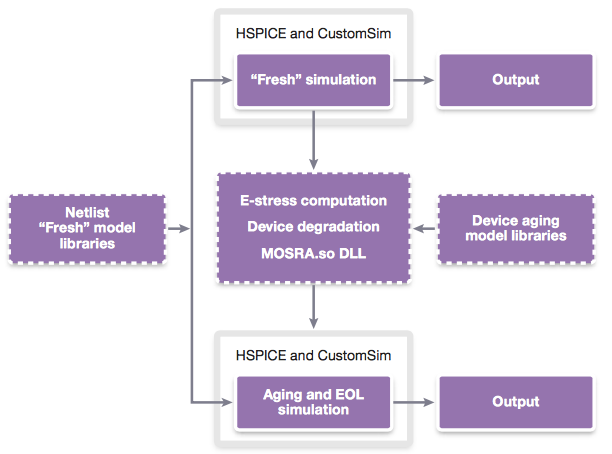 HSPICE and CustomSim
“Fresh” simulation
Output
Netlist
“Fresh” model
libraries
E-stress computation
Device degradation
MOSRA.so DLL
Device aging
model libraries
HSPICE and CustomSim
Aging and EOL
simulation
Output